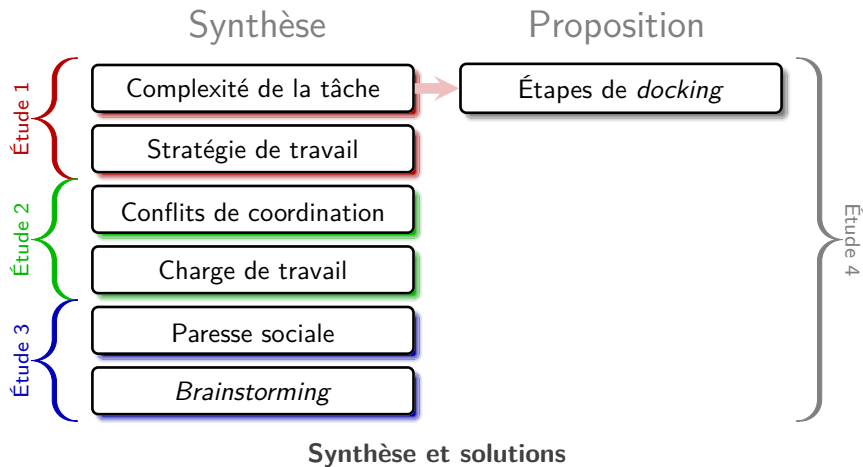 Synthèse
Proposition
Étude 1
Complexité de la tâche
Étapes de docking
Stratégie de travail
Étude 2
Conflits de coordination
Charge de travail
Étude 3
Paresse sociale
Brainstorming
Étude 4
Synthèse et solutions